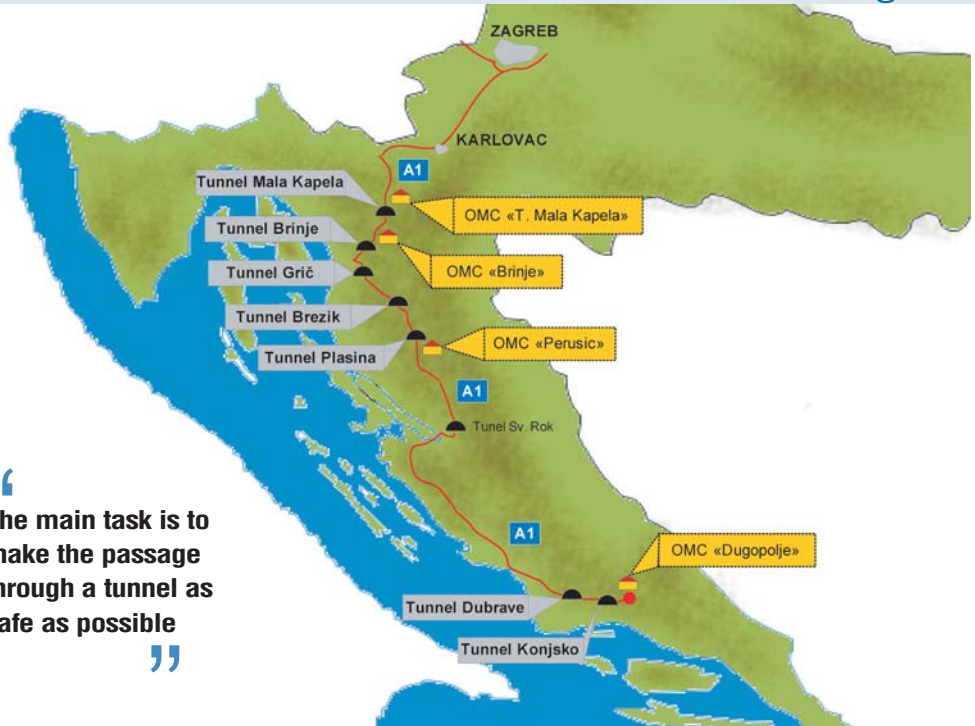 ZAGREB
KARLOVAC
A1
Tunnel Mala Kapela
OMC «T. Mala Kapela»
Tunnel Brinje
OMC «Brinje»
Tunnel Grič
Tunnel Brezik
OMC «Perusic»
Tunnel Plasina
A1
Tunel Sv. Rok
“
he main task is to
make the passage
hrough a tunnel as
afe as possible
”
A1
OMC «Dugopolje»
Tunnel Dubrave
Tunnel Konjsko